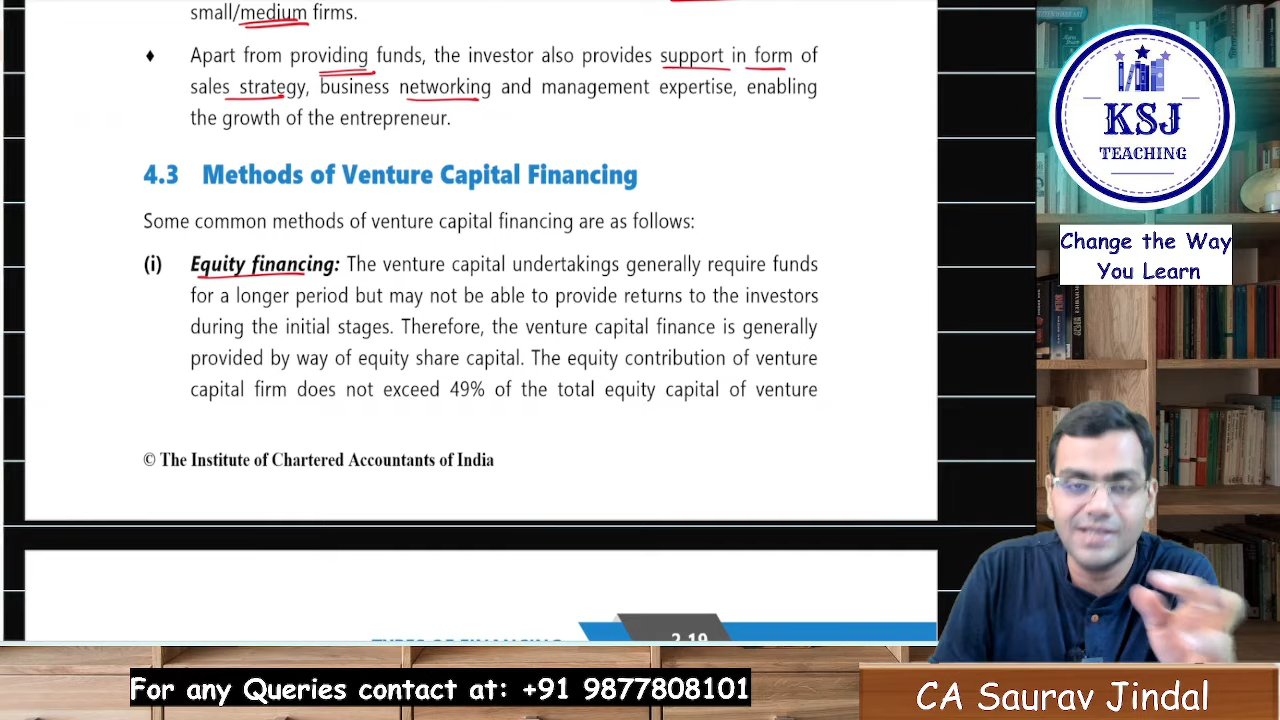 small/medium firms.
♦ Apart from providing funds, the investor also provides support in form of
sales strategy, business networking and management expertise, enabling
the growth of the entrepreneur.
4.3 Methods of Venture Capital Financing
Some common methods of venture capital financing are as follows:
(i) Equity financing: The venture capital undertakings generally require funds
for a longer period but may not be able to provide returns to the investors
during the initial stages. Therefore, the venture capital finance is generally
provided by way of equity share capital. The equity contribution of venture
capital firm does not exceed 49% of the total equity capital of venture
© The Institute of Chartered Accountants of India
2.19
KSJ
TEACHING
Change the Way
You Learn
For any Queries contact at: +91 9877808101
CA Saurav Jindal